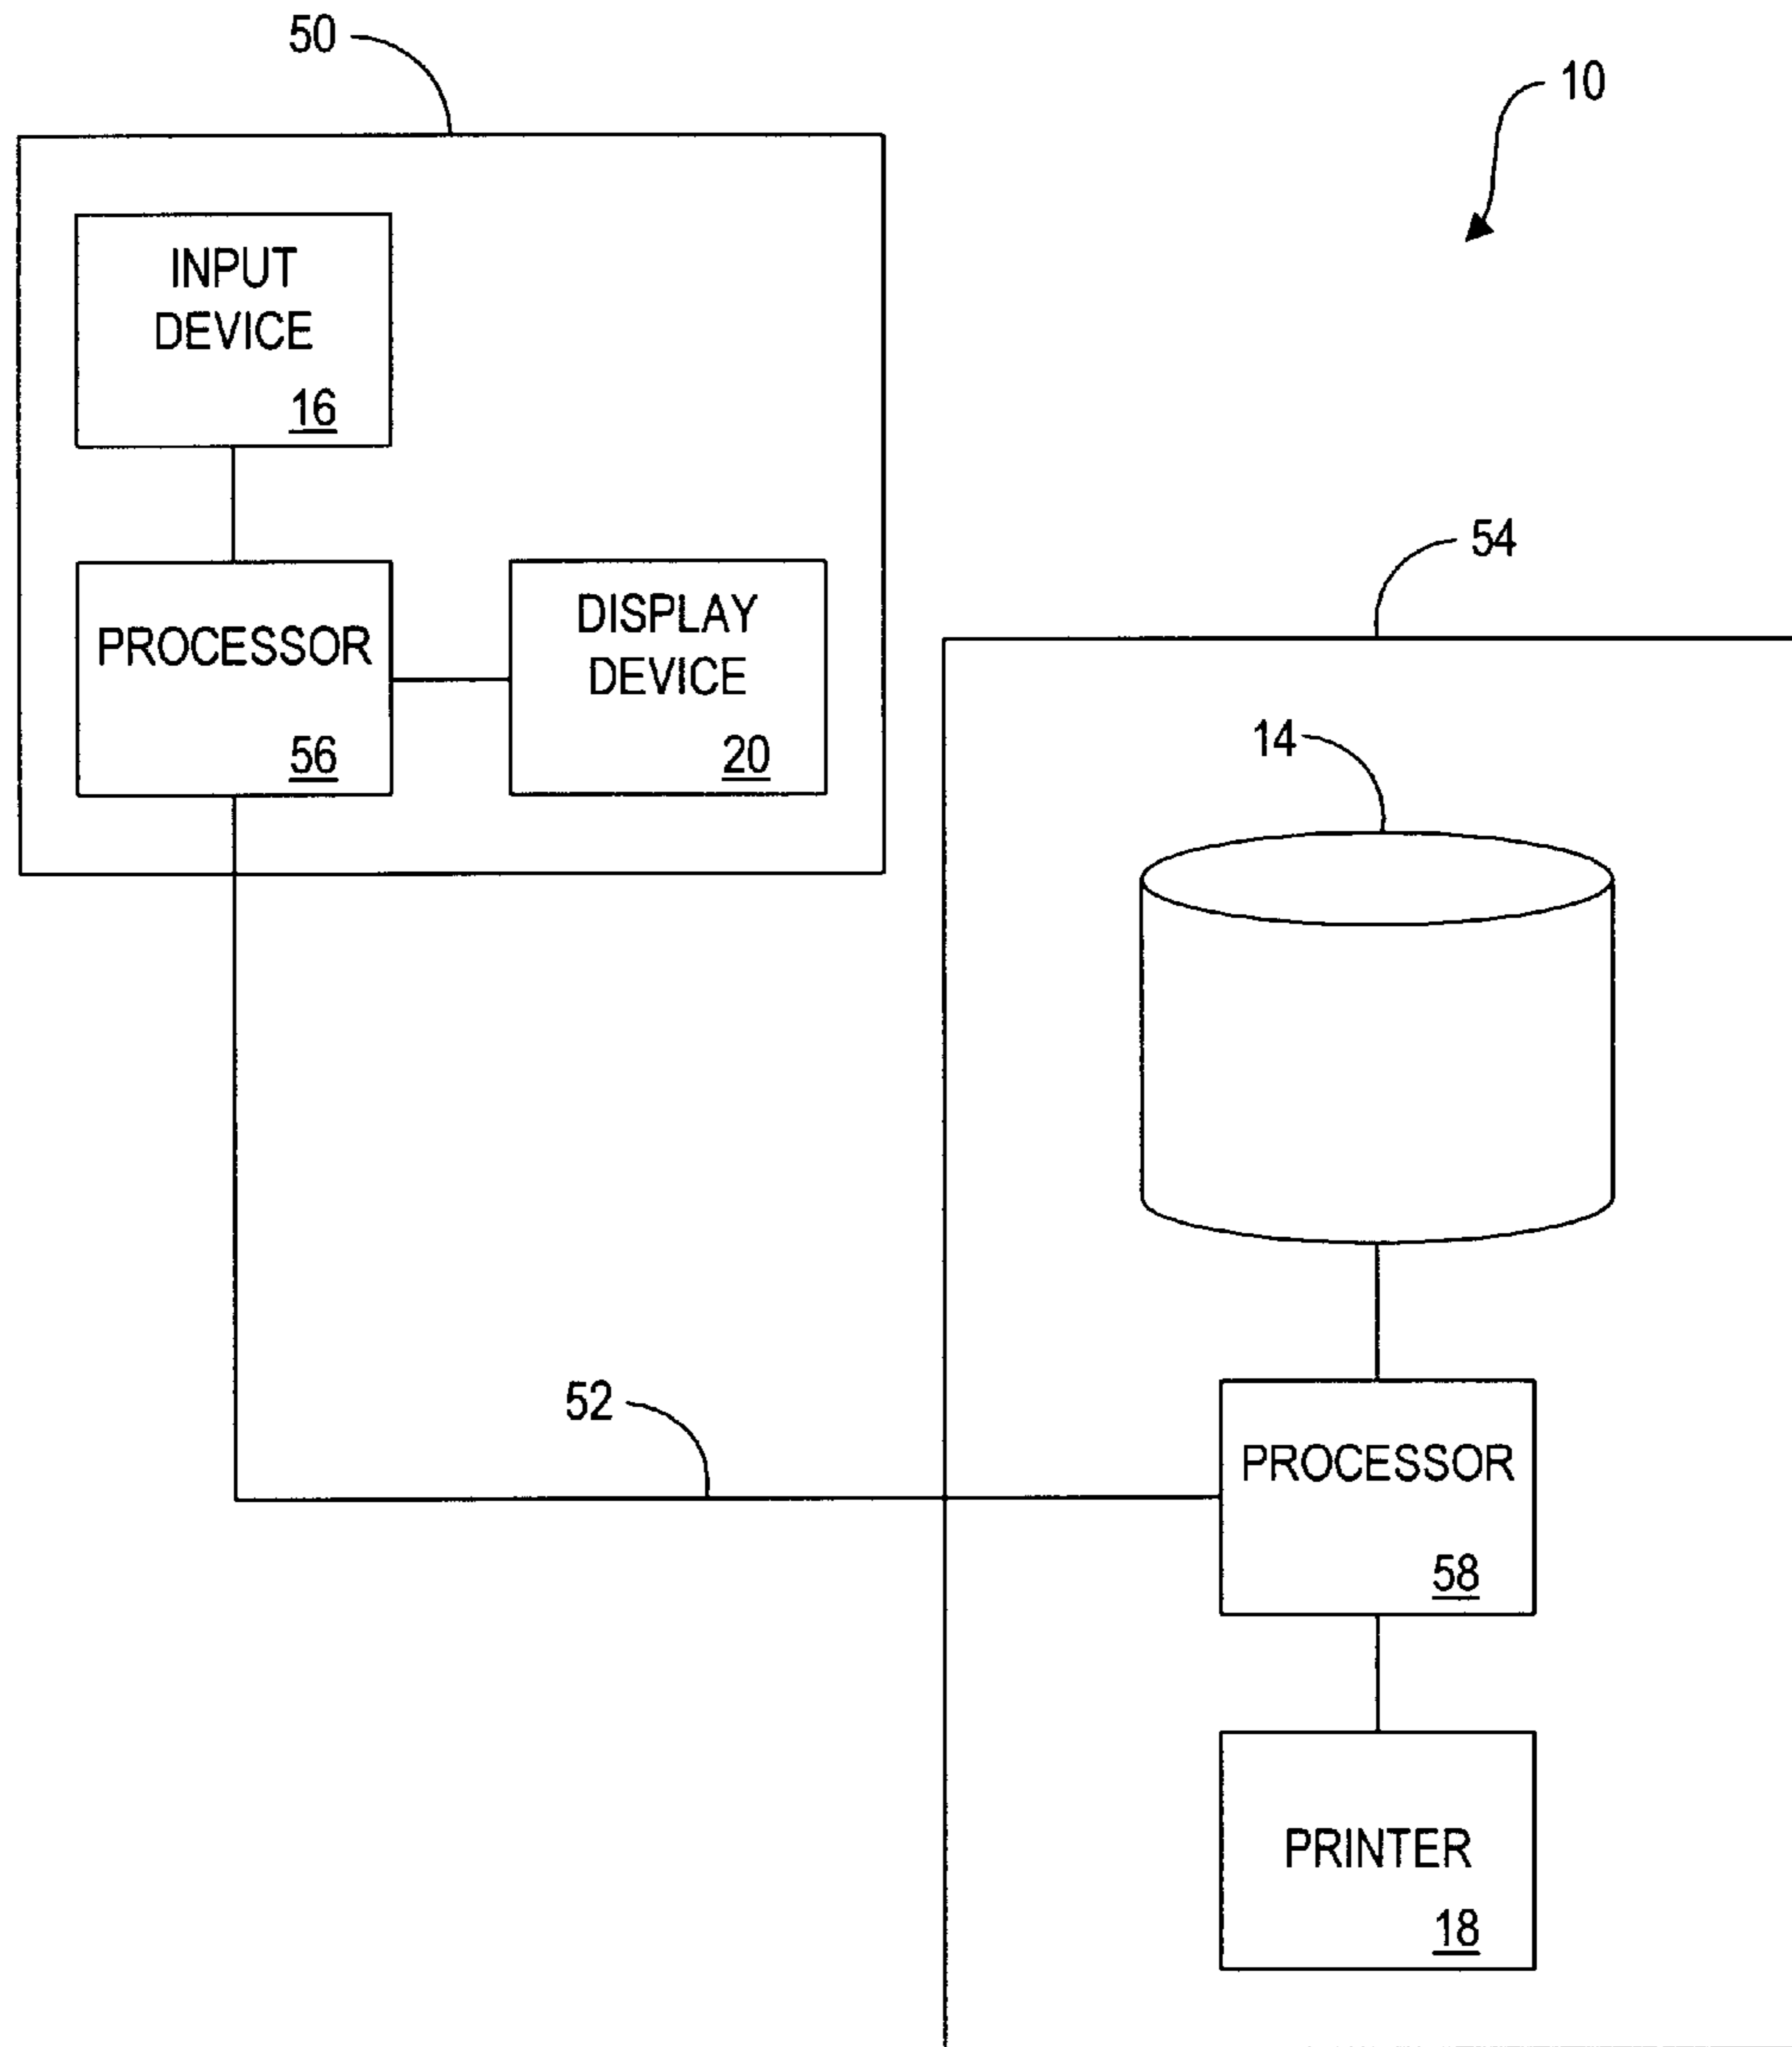 50
10
INPUT
DEVICE
16
54
PROCESSOR
56
DISPLAY
DEVICE
20
14
52
PROCESSOR
58
PRINTER
18